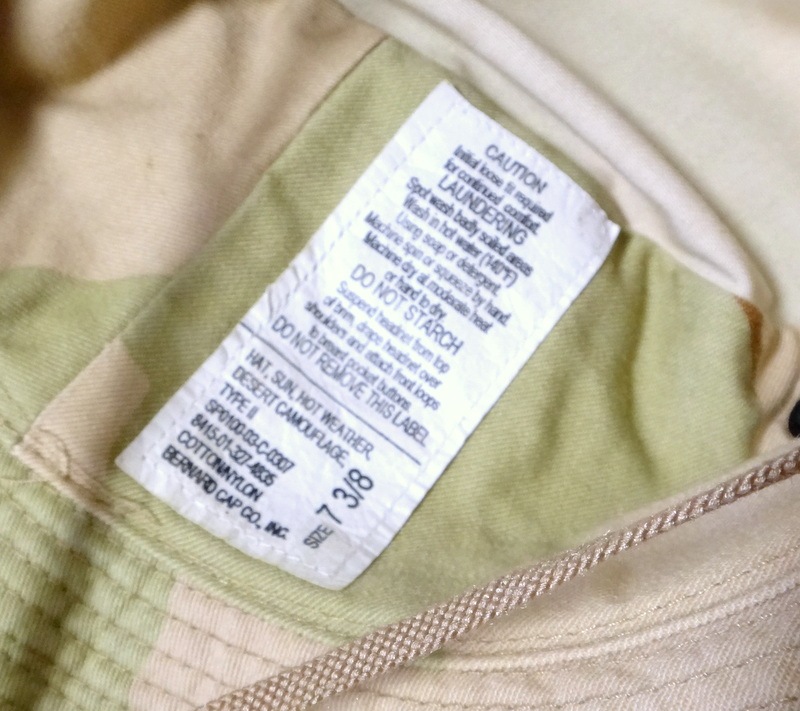 CAUTION
Initial loose fit required
for continued comfort.
LAUNDERING
Spot wash badly soiled areas
Wash in hot water (140°F)
Using soap or detergent.
Machine spin or squeeze by hand.
Machine dry at moderate heat
or hand to dry.
DO NOT STARCH
Suspend headnet from top
of brim, drape headnet over
shoulders and attach front loops
to breast pocket buttons.
DO NOT REMOVE THIS LABEL
HAT, SUN, HOT WEATHER,
DESERT CAMOUFLAGE,
TYPE II
SPO100-03-C-0307
8415-01-327-4835
COTTON/NYLON
BERNARD CAP CO., INC.
SIZE 7 3/8